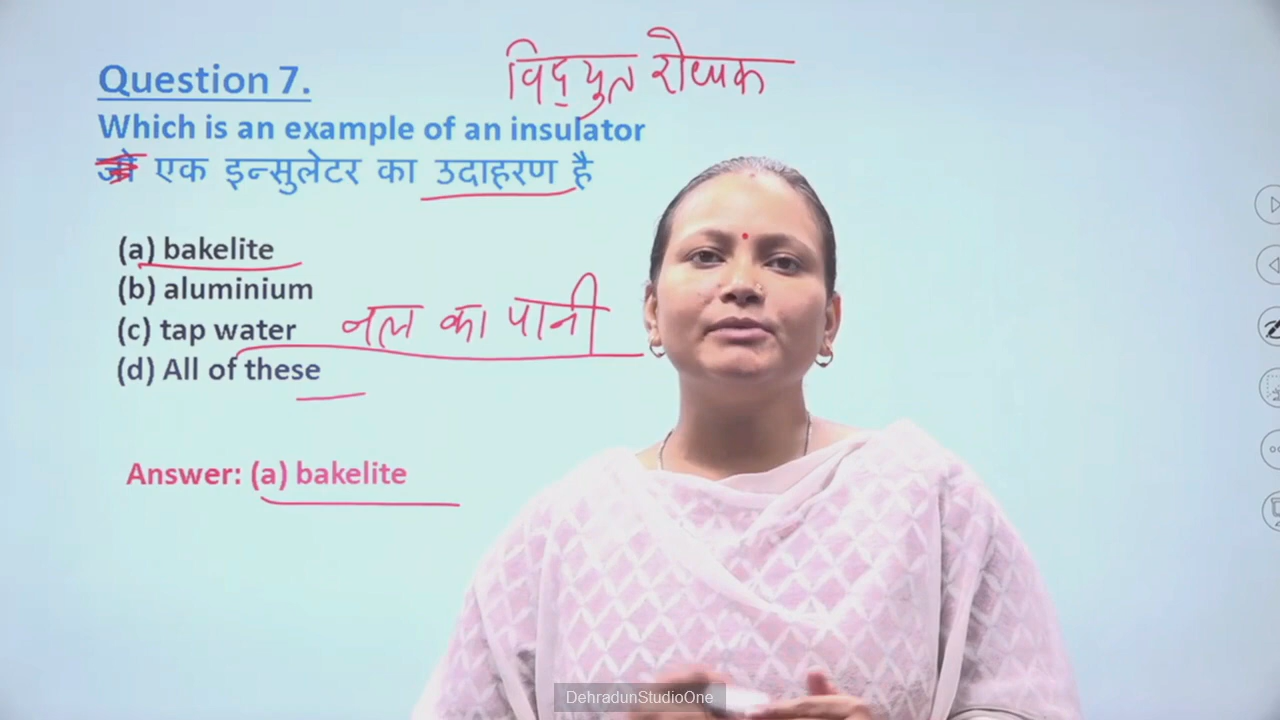 विद्युत रोधक
Question 7.
Which is an example of an insulator
जो एक इन्सुलेटर का उदाहरण है
(a) bakelite
(b) aluminium
(c) tap water नल का पानी
(d) All of these
Answer: (a) bakelite
DehradunStudioOne